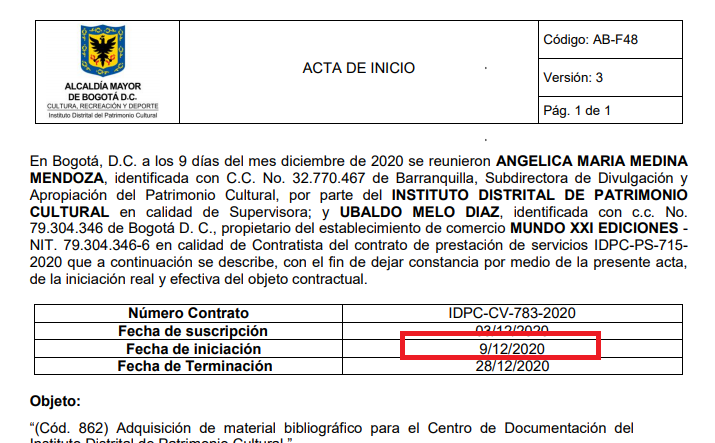 ALCALDÍA MAYOR
DE BOGOTÁ D.C.
CULTURA, RECREACIÓN Y DEPORTE
Instituto Distrital del Patrimonio Cultural
ACTA DE INICIO
Código: AB-F48
Versión: 3
Pág. 1 de 1
En Bogotá, D.C. a los 9 días del mes diciembre de 2020 se reunieron ANGELICA MARIA MEDINA
MENDOZA, identificada con C.C. No. 32.770.467 de Barranquilla, Subdirectora de Divulgación y
Apropiación del Patrimonio Cultural, por parte del INSTITUTO DISTRITAL DE PATRIMONIO
CULTURAL en calidad de Supervisora; y UBALDO MELO DIAZ, identificada con c.c. No.
79.304.346 de Bogotá D. C., propietario del establecimiento de comercio MUNDO XXI EDICIONES -
NIT. 79.304.346-6 en calidad de Contratista del contrato de prestación de servicios IDPC-PS-715-
2020 que a continuación se describe, con el fin de dejar constancia por medio de la presente acta,
de la iniciación real y efectiva del objeto contractual.
Número Contrato IDPC-CV-783-2020
Fecha de suscripción 03/12/2020
Fecha de iniciación 9/12/2020
Fecha de Terminación 28/12/2020
Objeto:
“(Cód. 862) Adquisición de material bibliográfico para el Centro de Documentación del
Instituto Distrital de Patrimonio Cultural.”